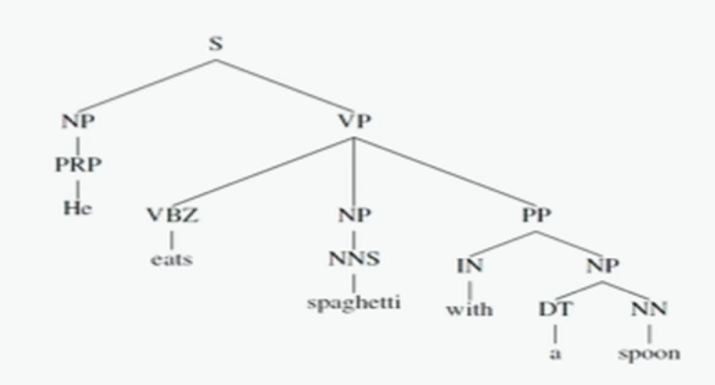 S
NP VP
PRP
He VBZ NP PP
eats NNS IN NP
spaghetti with DT NN
a spoon